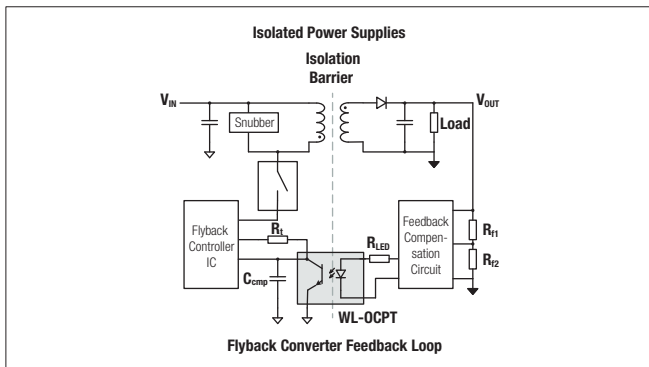 Isolated Power Supplies
Isolation
Barrier
VIN
VOUT
Snubber
Load
Flyback
Controller
IC
Rt
RLED
Feedback
Compen-
sation
Circuit
Rf1
Rf2
Ccmp
WL-OCPT
Flyback Converter Feedback Loop